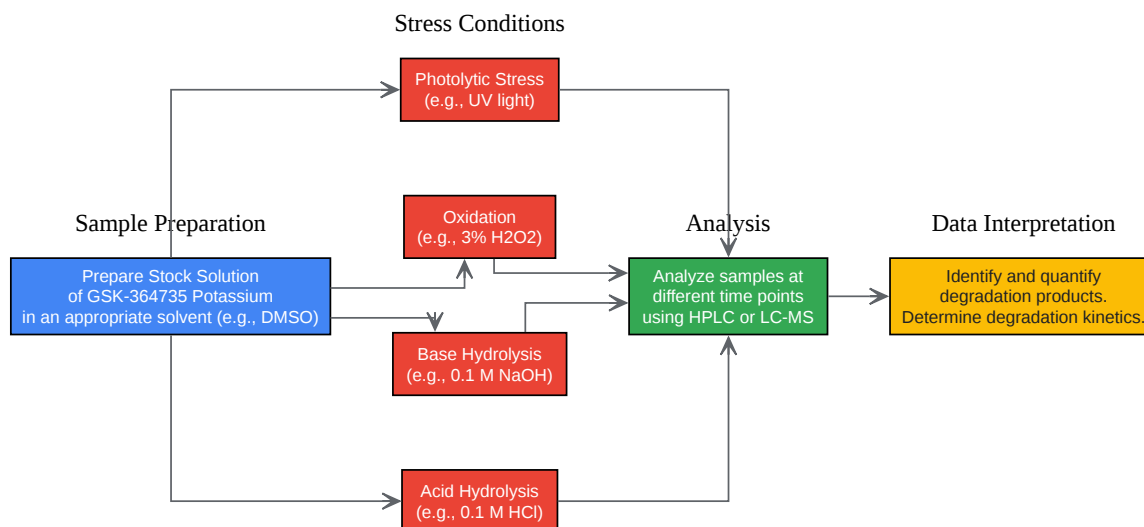 Stress Conditions
Photolytic Stress
(e.g., UV light)
Sample Preparation
Oxidation
(e.g., 3% H2O2)
Analysis
Data Interpretation
Prepare Stock Solution
of GSK-364735 Potassium
in an appropriate solvent (e.g., DMSO)
Analyze samples at
different time points
using HPLC or LC-MS
Identify and quantify
degradation products.
Determine degradation kinetics.
Base Hydrolysis
(e.g., 0.1 M NaOH)
Acid Hydrolysis
(e.g., 0.1 M HCl)